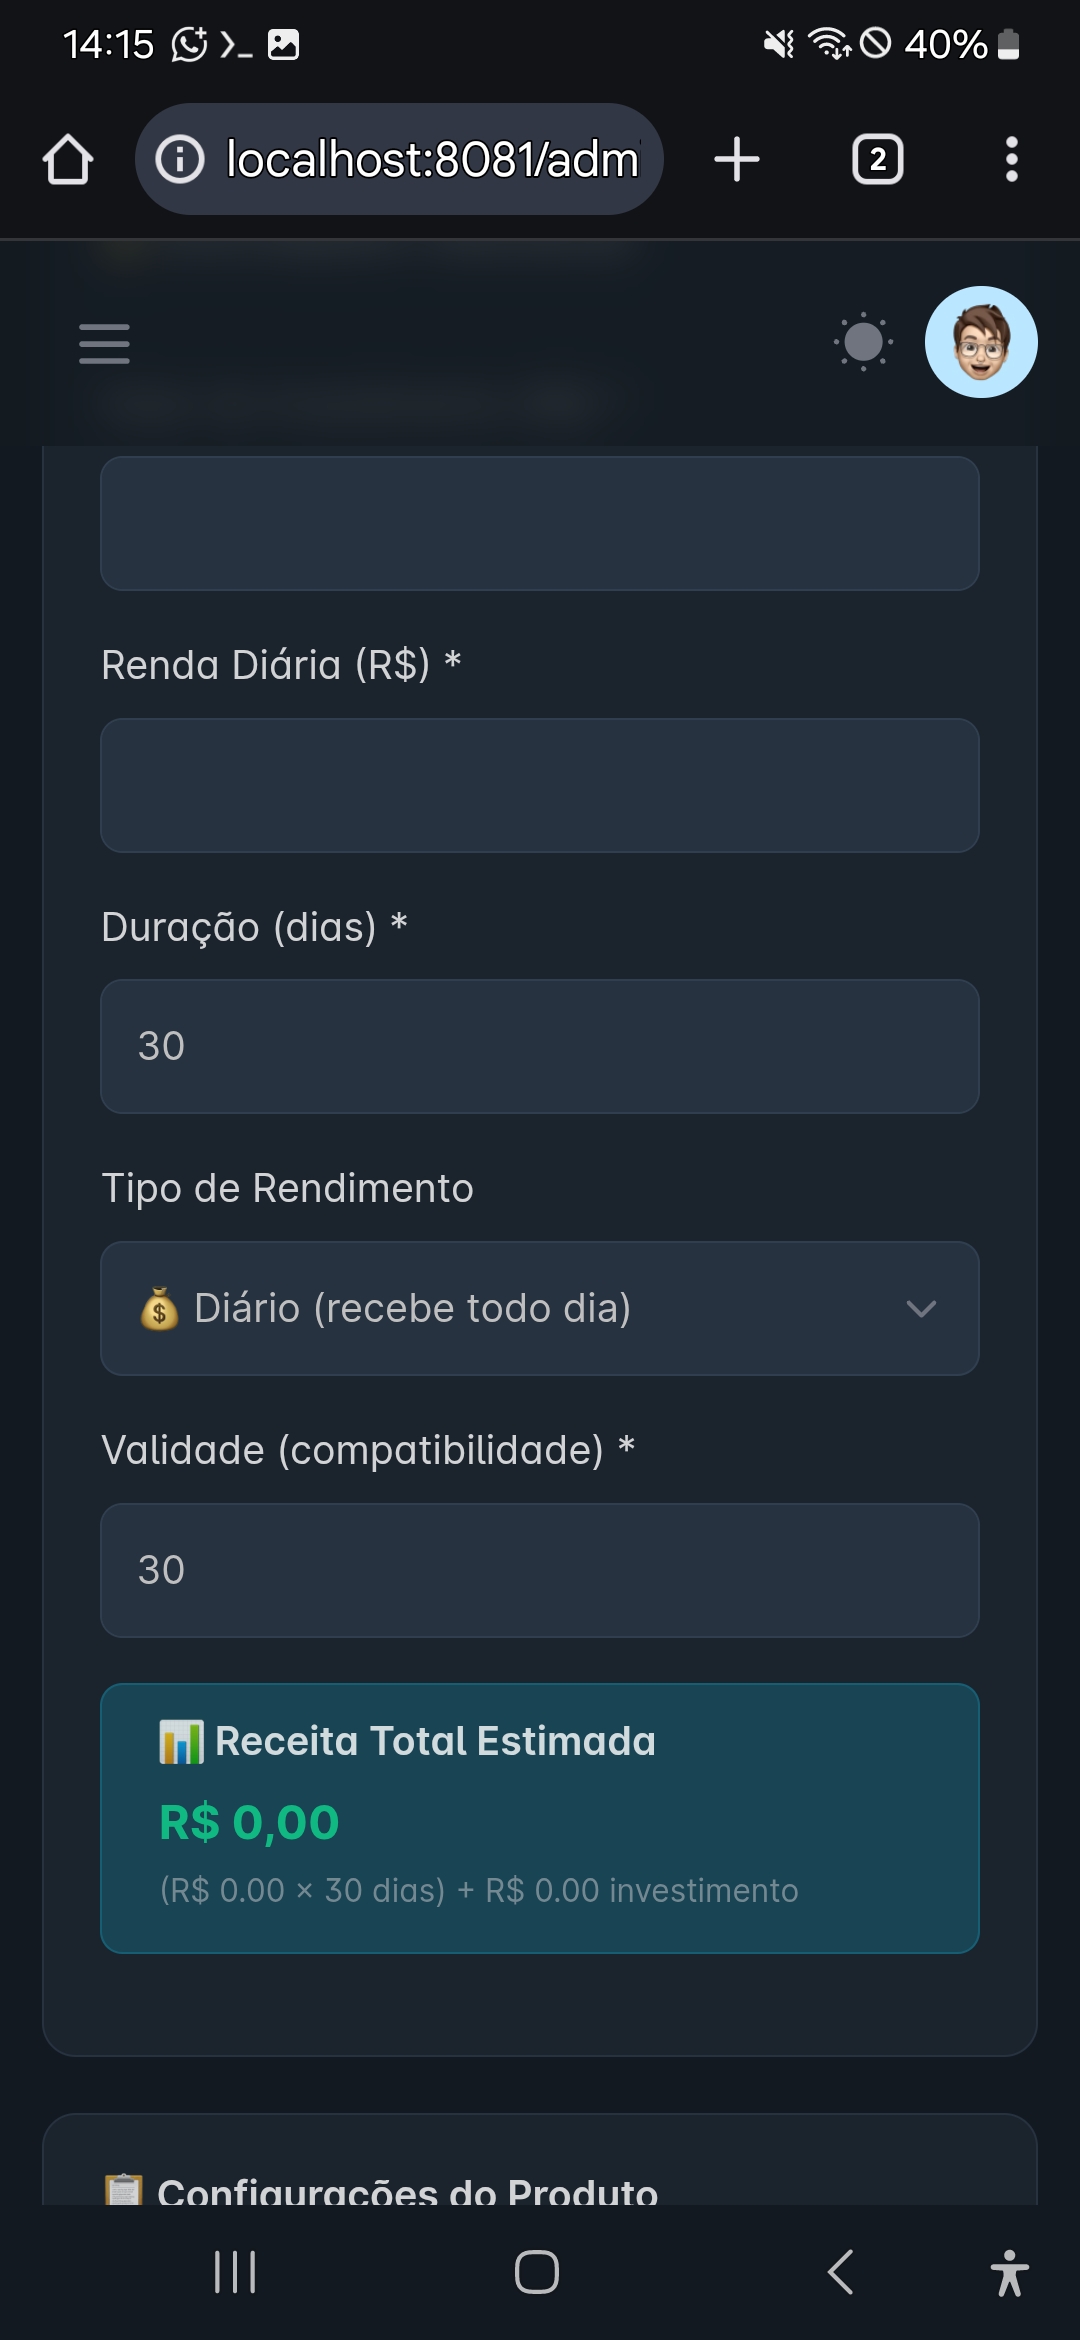 14:15
40%
localhost:8081/adm
2
Renda Diária (R$) *
Duração (dias) *
30
Tipo de Rendimento
💰 Diário (recebe todo dia)
Validade (compatibilidade) *
30
📊 Receita Total Estimada
R$ 0,00
(R$ 0.00 × 30 dias) + R$ 0.00 investimento
📋 Configurações do Produto